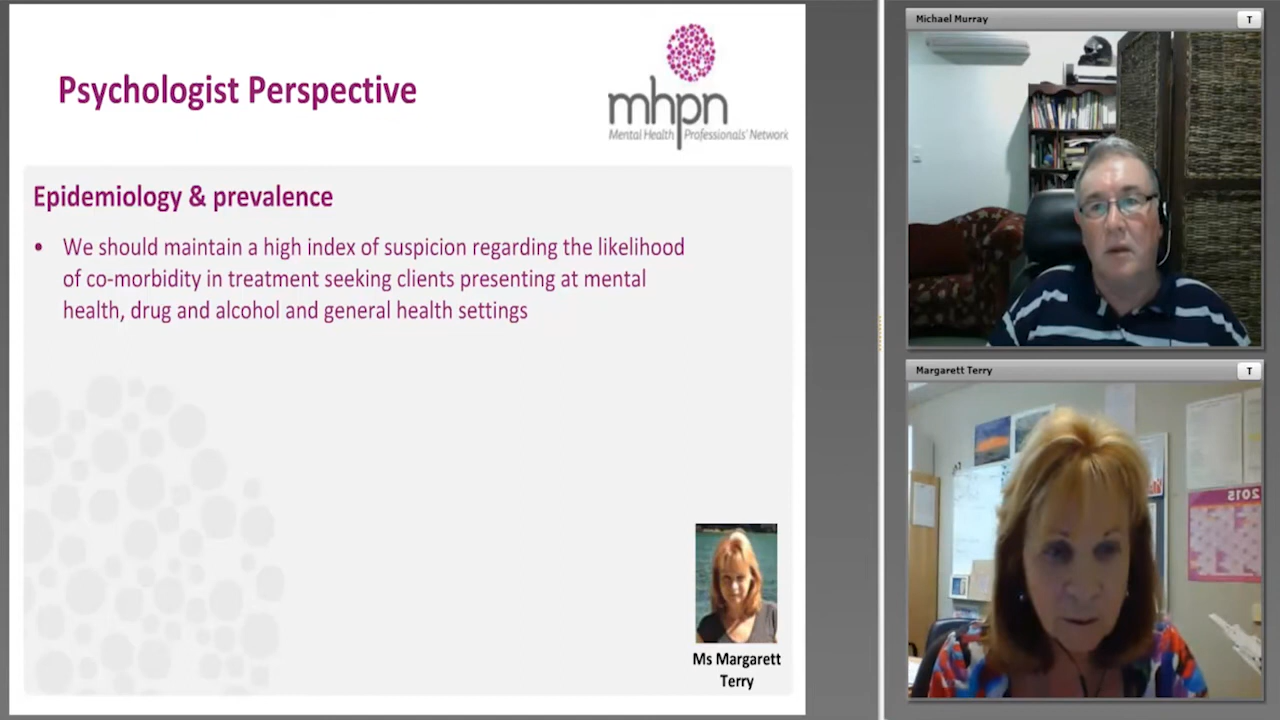 Psychologist Perspective
mhpn
Mental Health Professionals' Network
Epidemiology & prevalence
• We should maintain a high index of suspicion regarding the likelihood
of co-morbidity in treatment seeking clients presenting at mental
health, drug and alcohol and general health settings
Ms Margarett
Terry
Michael Murray
T
Margarett Terry
T
2015